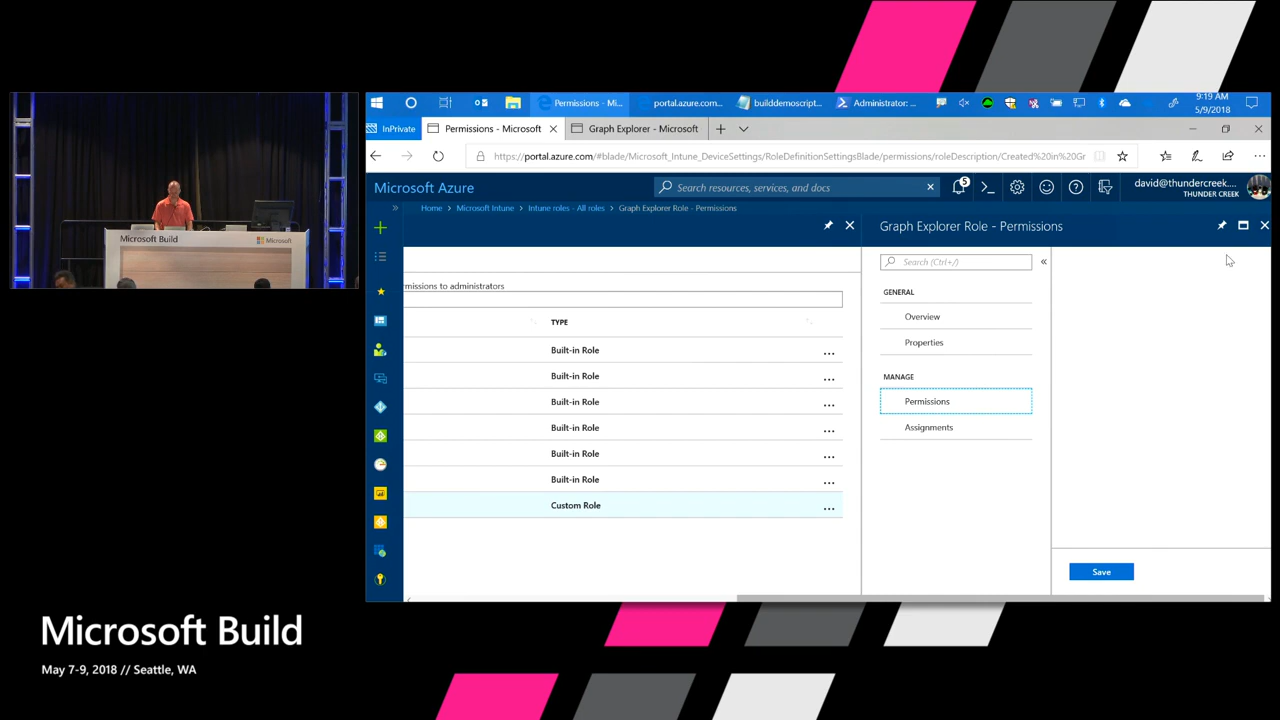 Microsoft Build
Microsoft
Permissions - Mi...
portal.azure.com...
builddemoscript...
Administrator: ...
9:19 AM
5/9/2018
InPrivate
Permissions - Microsoft
Graph Explorer - Microsoft
https://portal.azure.com/#blade/Microsoft_Intune_DeviceSettings/RoleDefinitionSettingsBlade/permissions/roleDescription/Created%20in%20Gr
Microsoft Azure
Search resources, services, and docs
5
david@thundercreek....
THUNDER CREEK
Home > Microsoft Intune > Intune roles - All roles > Graph Explorer Role - Permissions
Graph Explorer Role - Permissions
Search (Ctrl+/)
rmissions to administrators
GENERAL
Overview
Properties
MANAGE
Permissions
Assignments
TYPE
Built-in Role
Built-in Role
Built-in Role
Built-in Role
Built-in Role
Built-in Role
Custom Role
Save
Microsoft Build
May 7-9, 2018 // Seattle, WA